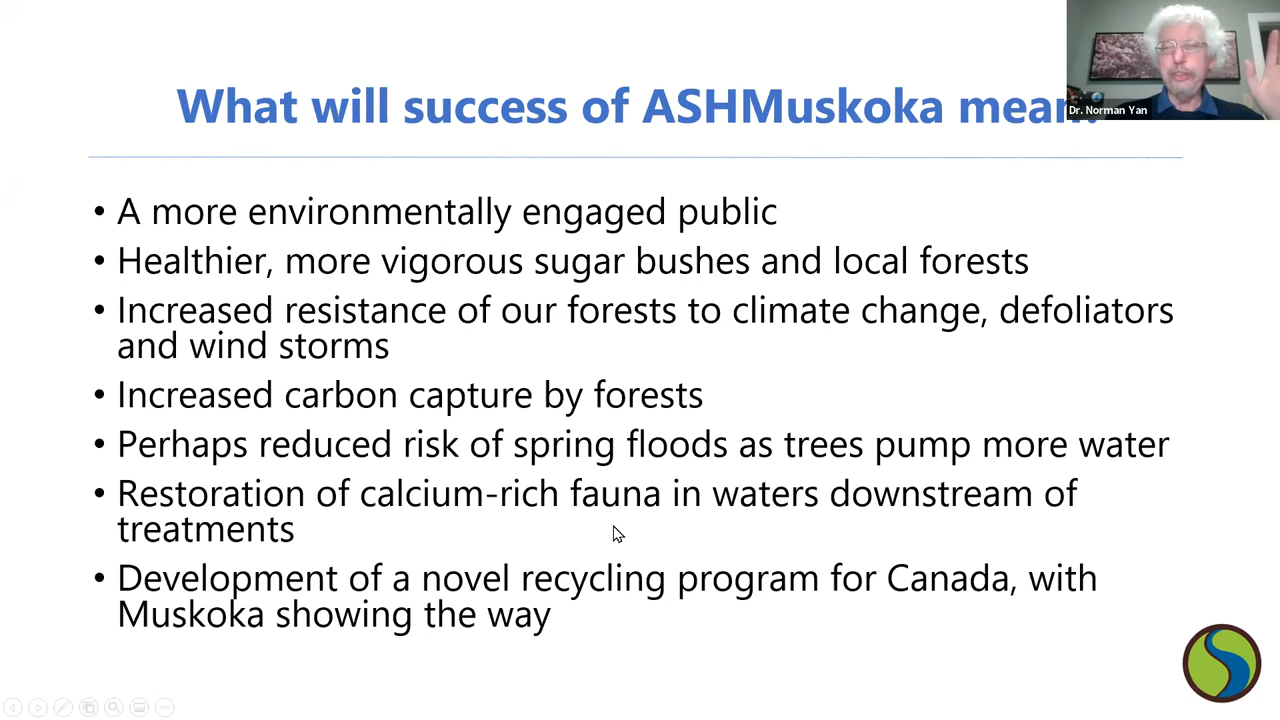 What will success of ASHMuskoka mean?
Dr. Norman Yan
• A more environmentally engaged public
• Healthier, more vigorous sugar bushes and local forests
• Increased resistance of our forests to climate change, defoliators
and wind storms
• Increased carbon capture by forests
• Perhaps reduced risk of spring floods as trees pump more water
• Restoration of calcium-rich fauna in waters downstream of
treatments
• Development of a novel recycling program for Canada, with
Muskoka showing the way